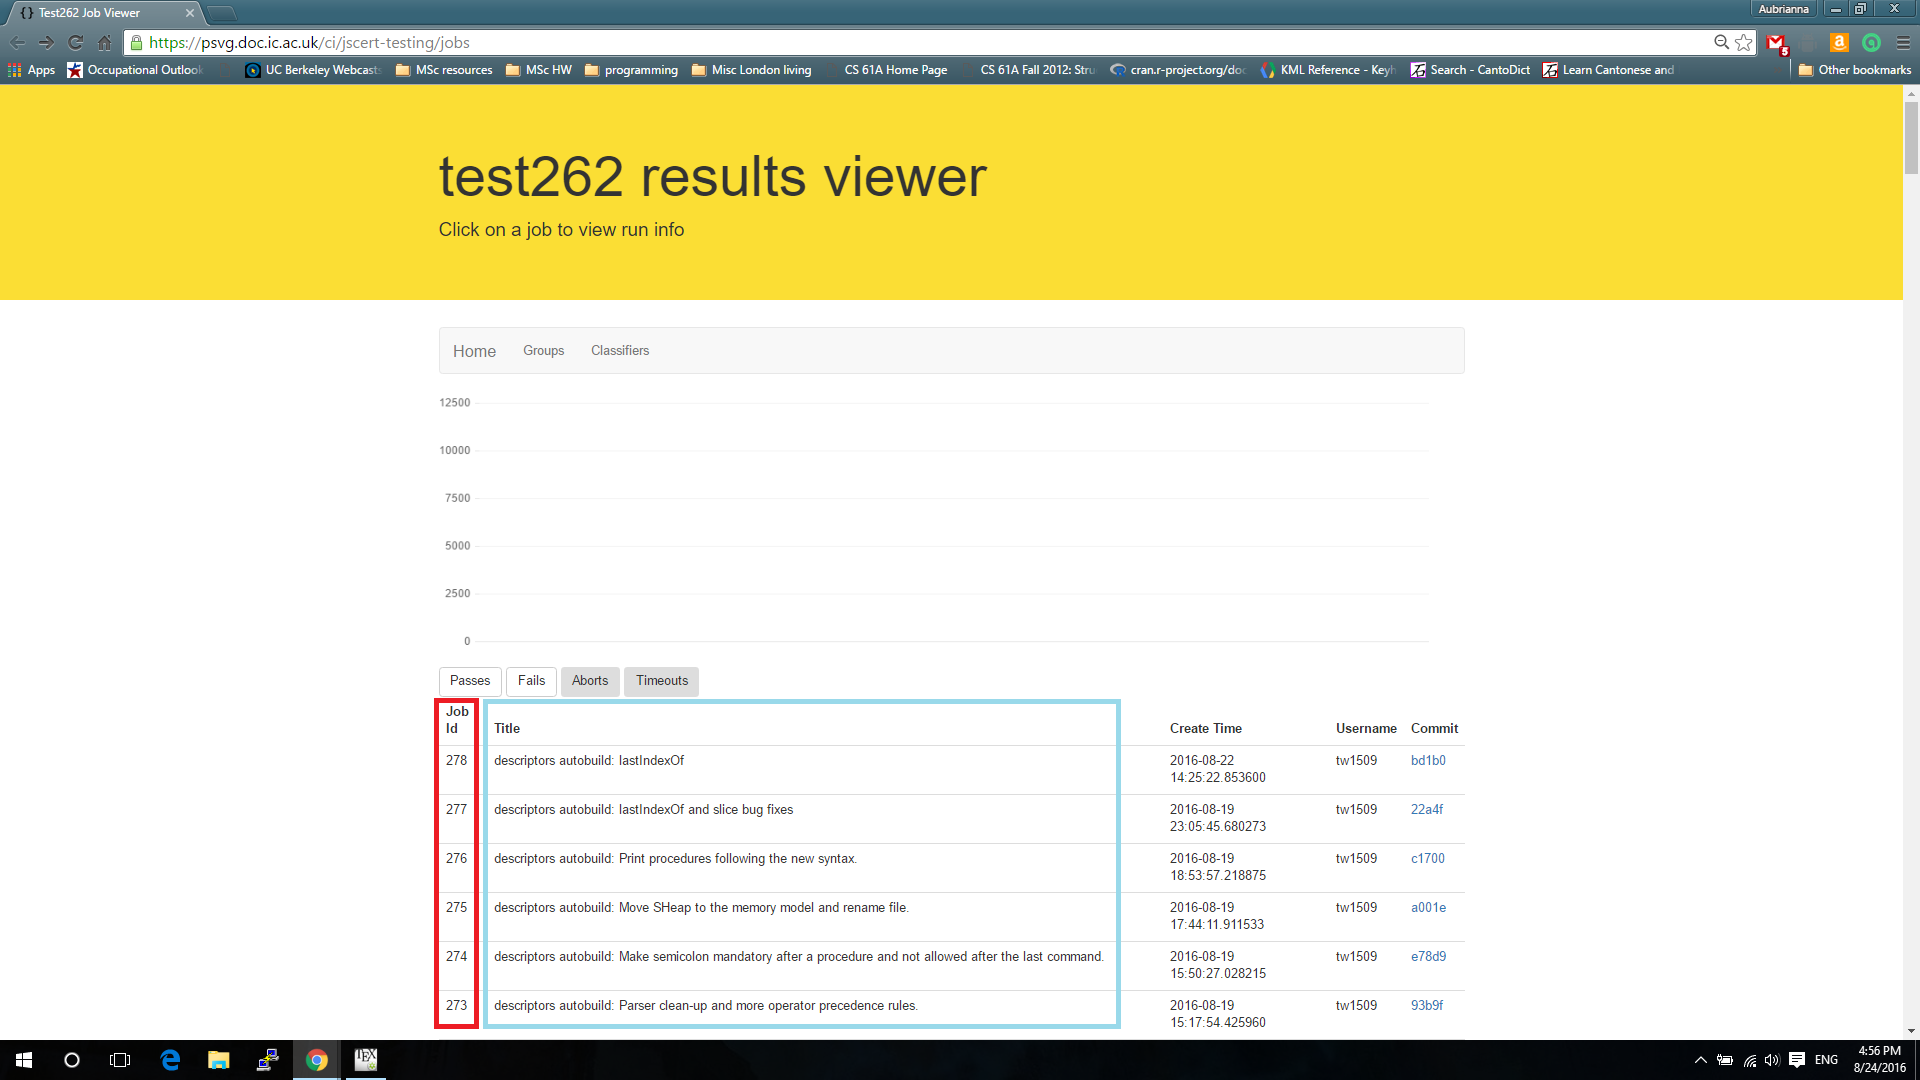 {} Test262 Job Viewer
Aubrianna
https://psvg.doc.ic.ac.uk/ci/jscert-testing/jobs
5
a
Apps
Occupational Outlook
UC Berkeley Webcasts
MSc resources
MSc HW
programming
Misc London living
CS 61A Home Page
CS 61A Fall 2012: Stru
cran.r-project.org/doc
KML Reference - Keyh
Search - CantoDict
Learn Cantonese and
Other bookmarks
test262 results viewer
Click on a job to view run info
Home Groups Classifiers
12500
10000
7500
5000
2500
0
Passes Fails Aborts Timeouts
Job Id Title Create Time Username Commit
278 descriptors autobuild: lastIndexOf 2016-08-22 14:25:22.853600 tw1509 bd1b0
277 descriptors autobuild: lastIndexOf and slice bug fixes 2016-08-19 23:05:45.680273 tw1509 22a4f
276 descriptors autobuild: Print procedures following the new syntax. 2016-08-19 18:53:57.218875 tw1509 c1700
275 descriptors autobuild: Move SHeap to the memory model and rename file. 2016-08-19 17:44:11.911533 tw1509 a001e
274 descriptors autobuild: Make semicolon mandatory after a procedure and not allowed after the last command. 2016-08-19 15:50:27.028215 tw1509 e78d9
273 descriptors autobuild: Parser clean-up and more operator precedence rules. 2016-08-19 15:17:54.425960 tw1509 93b9f
TEX
ENG
4:56 PM
8/24/2016